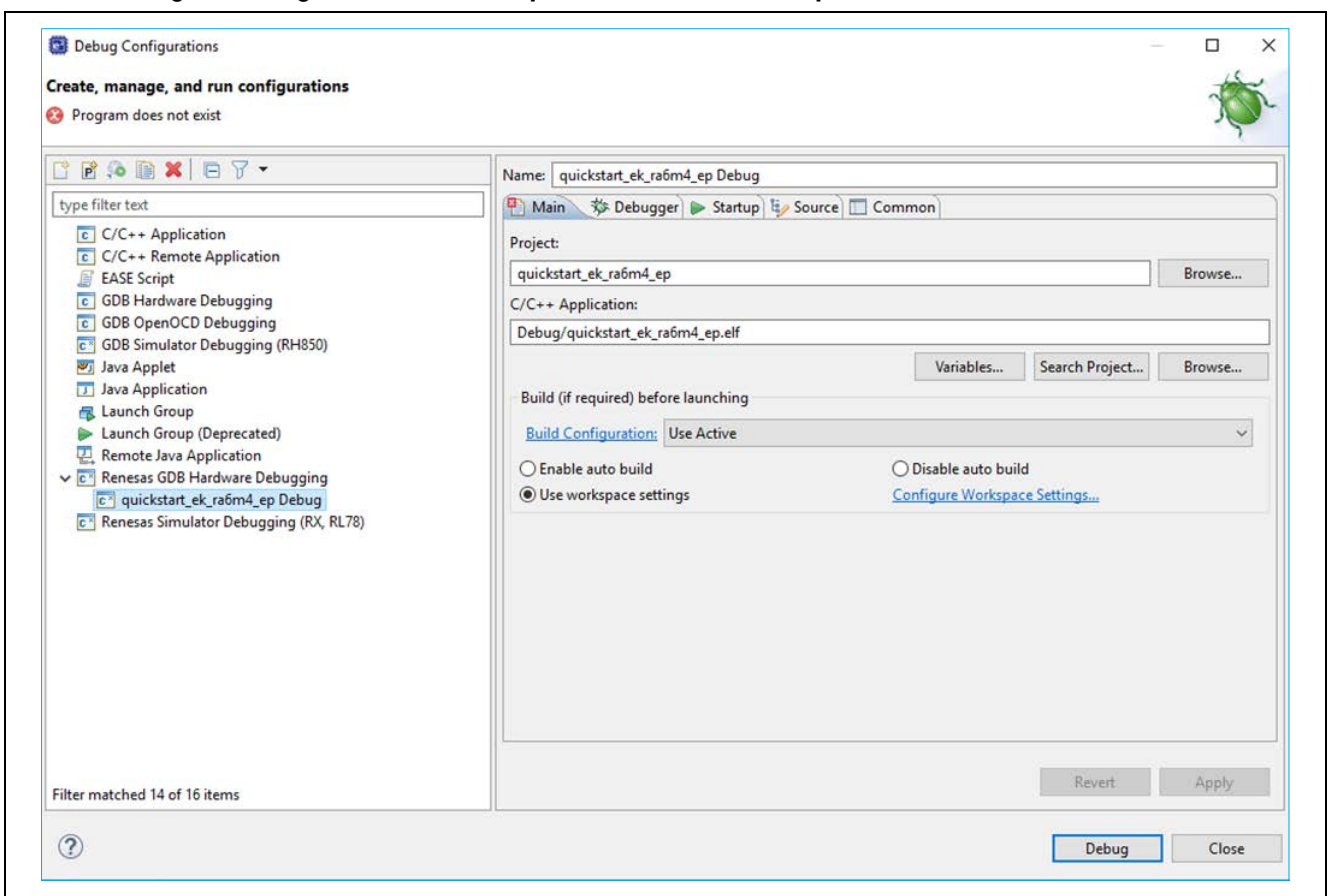 Debug Configurations
Create, manage, and run configurations
Program does not exist
type filter text
C/C++ Application
C/C++ Remote Application
EASE Script
GDB Hardware Debugging
GDB OpenOCD Debugging
GDB Simulator Debugging (RH850)
Java Applet
Java Application
Launch Group
Launch Group (Deprecated)
Remote Java Application
Renesas GDB Hardware Debugging
quickstart_ek_ra6m4_ep Debug
Renesas Simulator Debugging (RX, RL78)
Filter matched 14 of 16 items
Name: quickstart_ek_ra6m4_ep Debug
Main Debugger Startup Source Common
Project:
quickstart_ek_ra6m4_ep Browse...
C/C++ Application:
Debug/quickstart_ek_ra6m4_ep.elf
Variables... Search Project... Browse...
Build (if required) before launching
Build Configuration: Use Active
Enable auto build Disable auto build
Use workspace settings Configure Workspace Settings...
Revert Apply
Debug Close